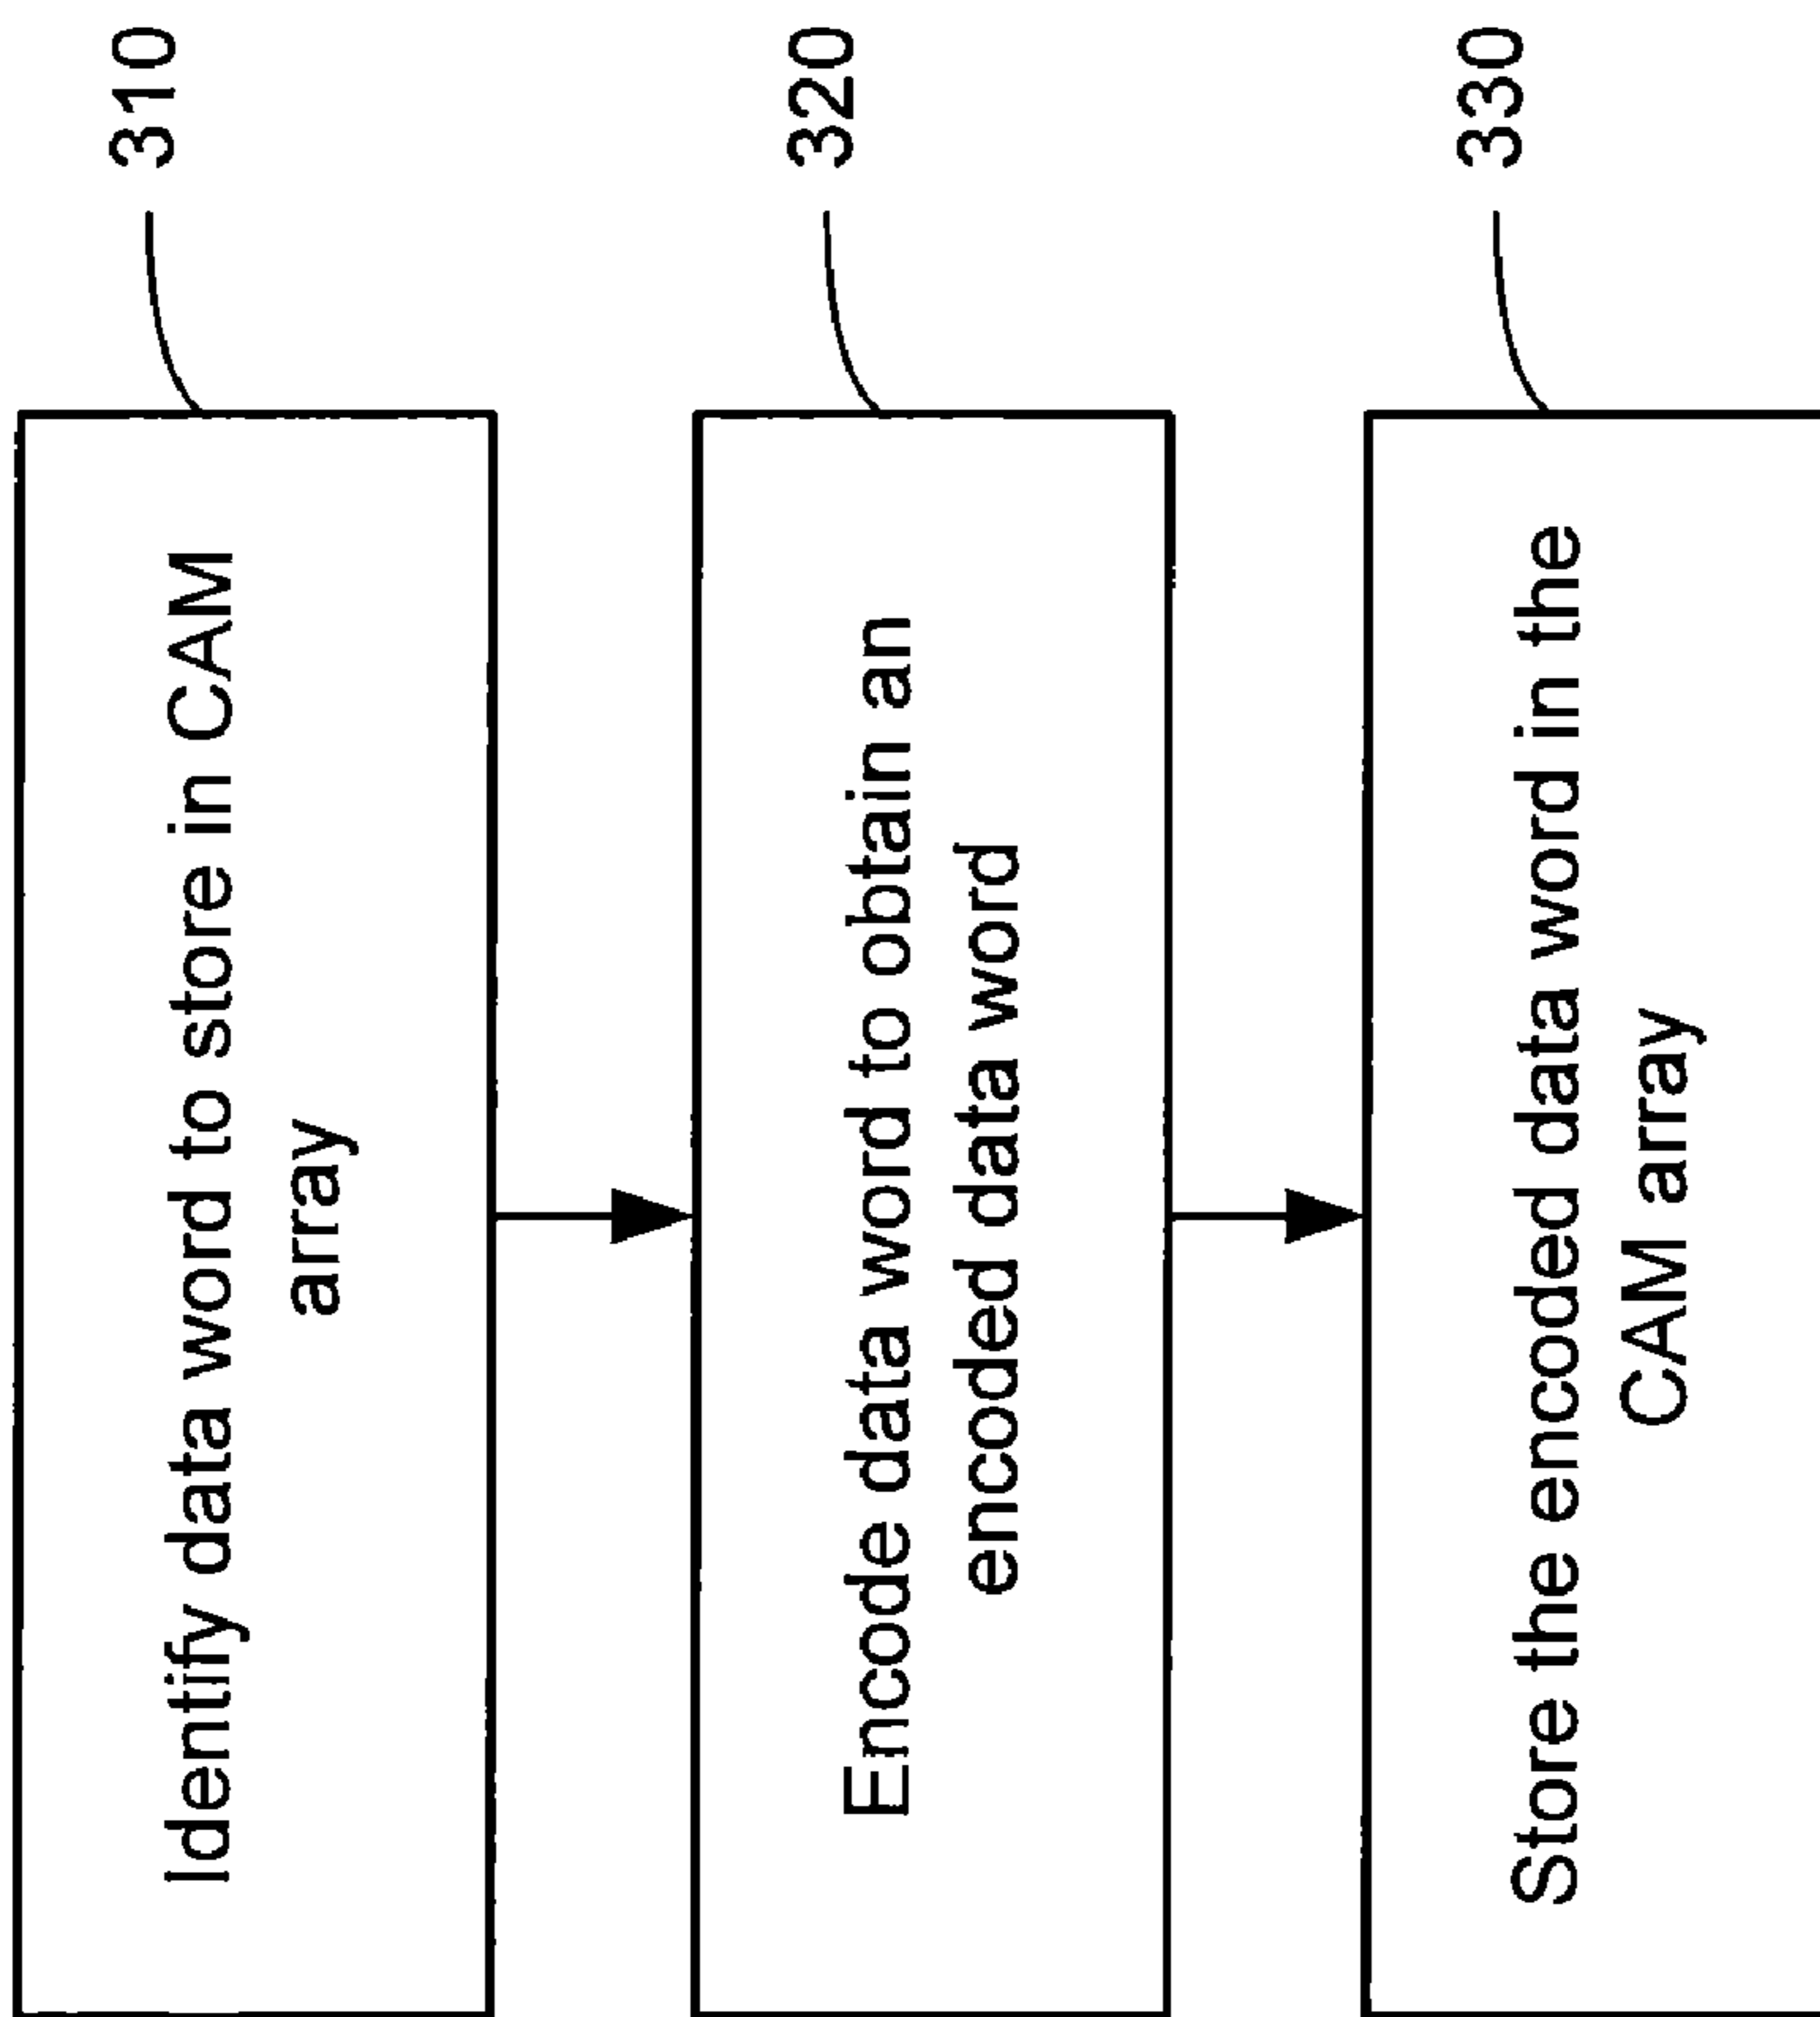 Identify data word to store in CAM
array
310
Encode data word to obtain an
encoded data word
320
Store the encoded data word in the
CAM array
330